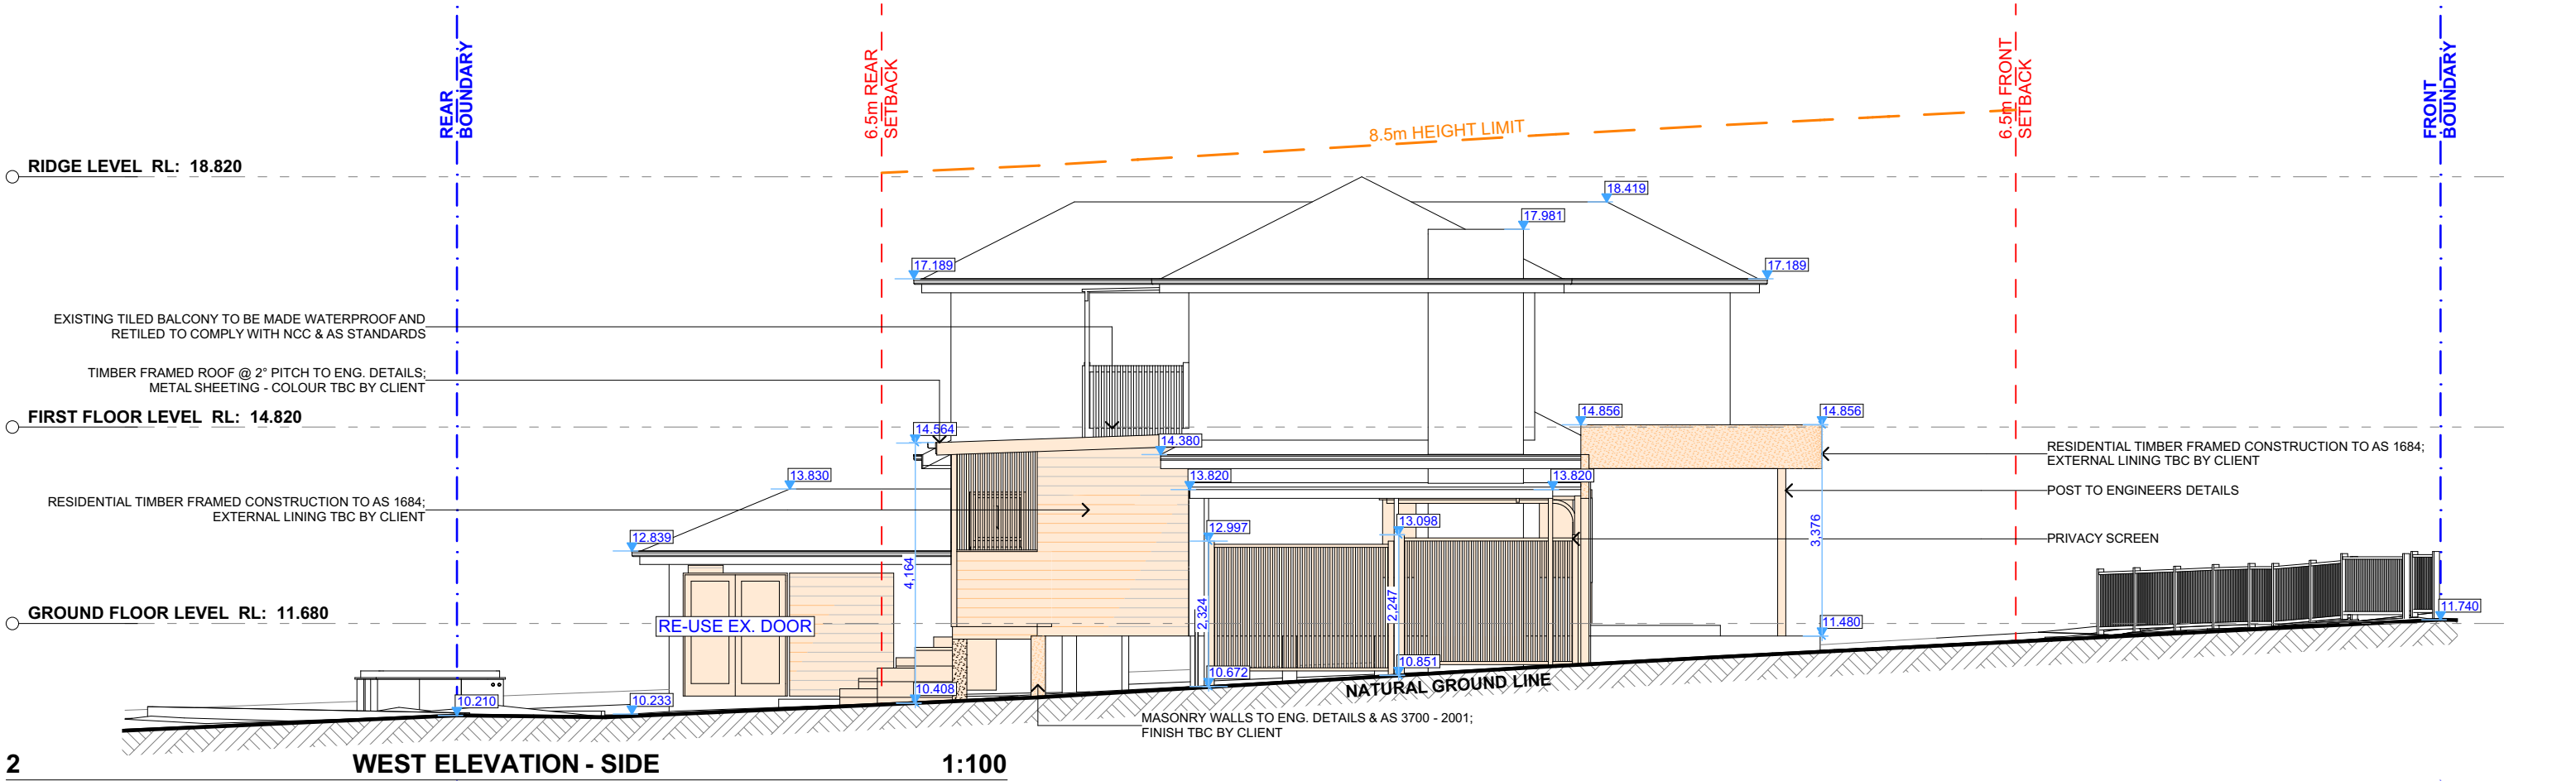 REAR
BOUNDARY
6.5m REAR
SETBACK
8.5m HEIGHT LIMIT
6.5m FRONT
SETBACK
FRONT
BOUNDARY
RIDGE LEVEL RL: 18.820
18.419
17.981
17.189
17.189
EXISTING TILED BALCONY TO BE MADE WATERPROOF AND
RETILED TO COMPLY WITH NCC & AS STANDARDS
TIMBER FRAMED ROOF @ 2° PITCH TO ENG. DETAILS;
METAL SHEETING - COLOUR TBC BY CLIENT
FIRST FLOOR LEVEL RL: 14.820
14.564
14.380
14.856
14.856
RESIDENTIAL TIMBER FRAMED CONSTRUCTION TO AS 1684;
EXTERNAL LINING TBC BY CLIENT
13.830
13.820
13.820
POST TO ENGINEERS DETAILS
RESIDENTIAL TIMBER FRAMED CONSTRUCTION TO AS 1684;
EXTERNAL LINING TBC BY CLIENT
12.839
12.997
13.098
PRIVACY SCREEN
4,164
2,324
2,247
3,376
GROUND FLOOR LEVEL RL: 11.680
RE-USE EX. DOOR
11.480
11.740
10.210
10.233
10.408
10.672
10.851
NATURAL GROUND LINE
MASONRY WALLS TO ENG. DETAILS & AS 3700 - 2001;
FINISH TBC BY CLIENT
2 WEST ELEVATION - SIDE 1:100